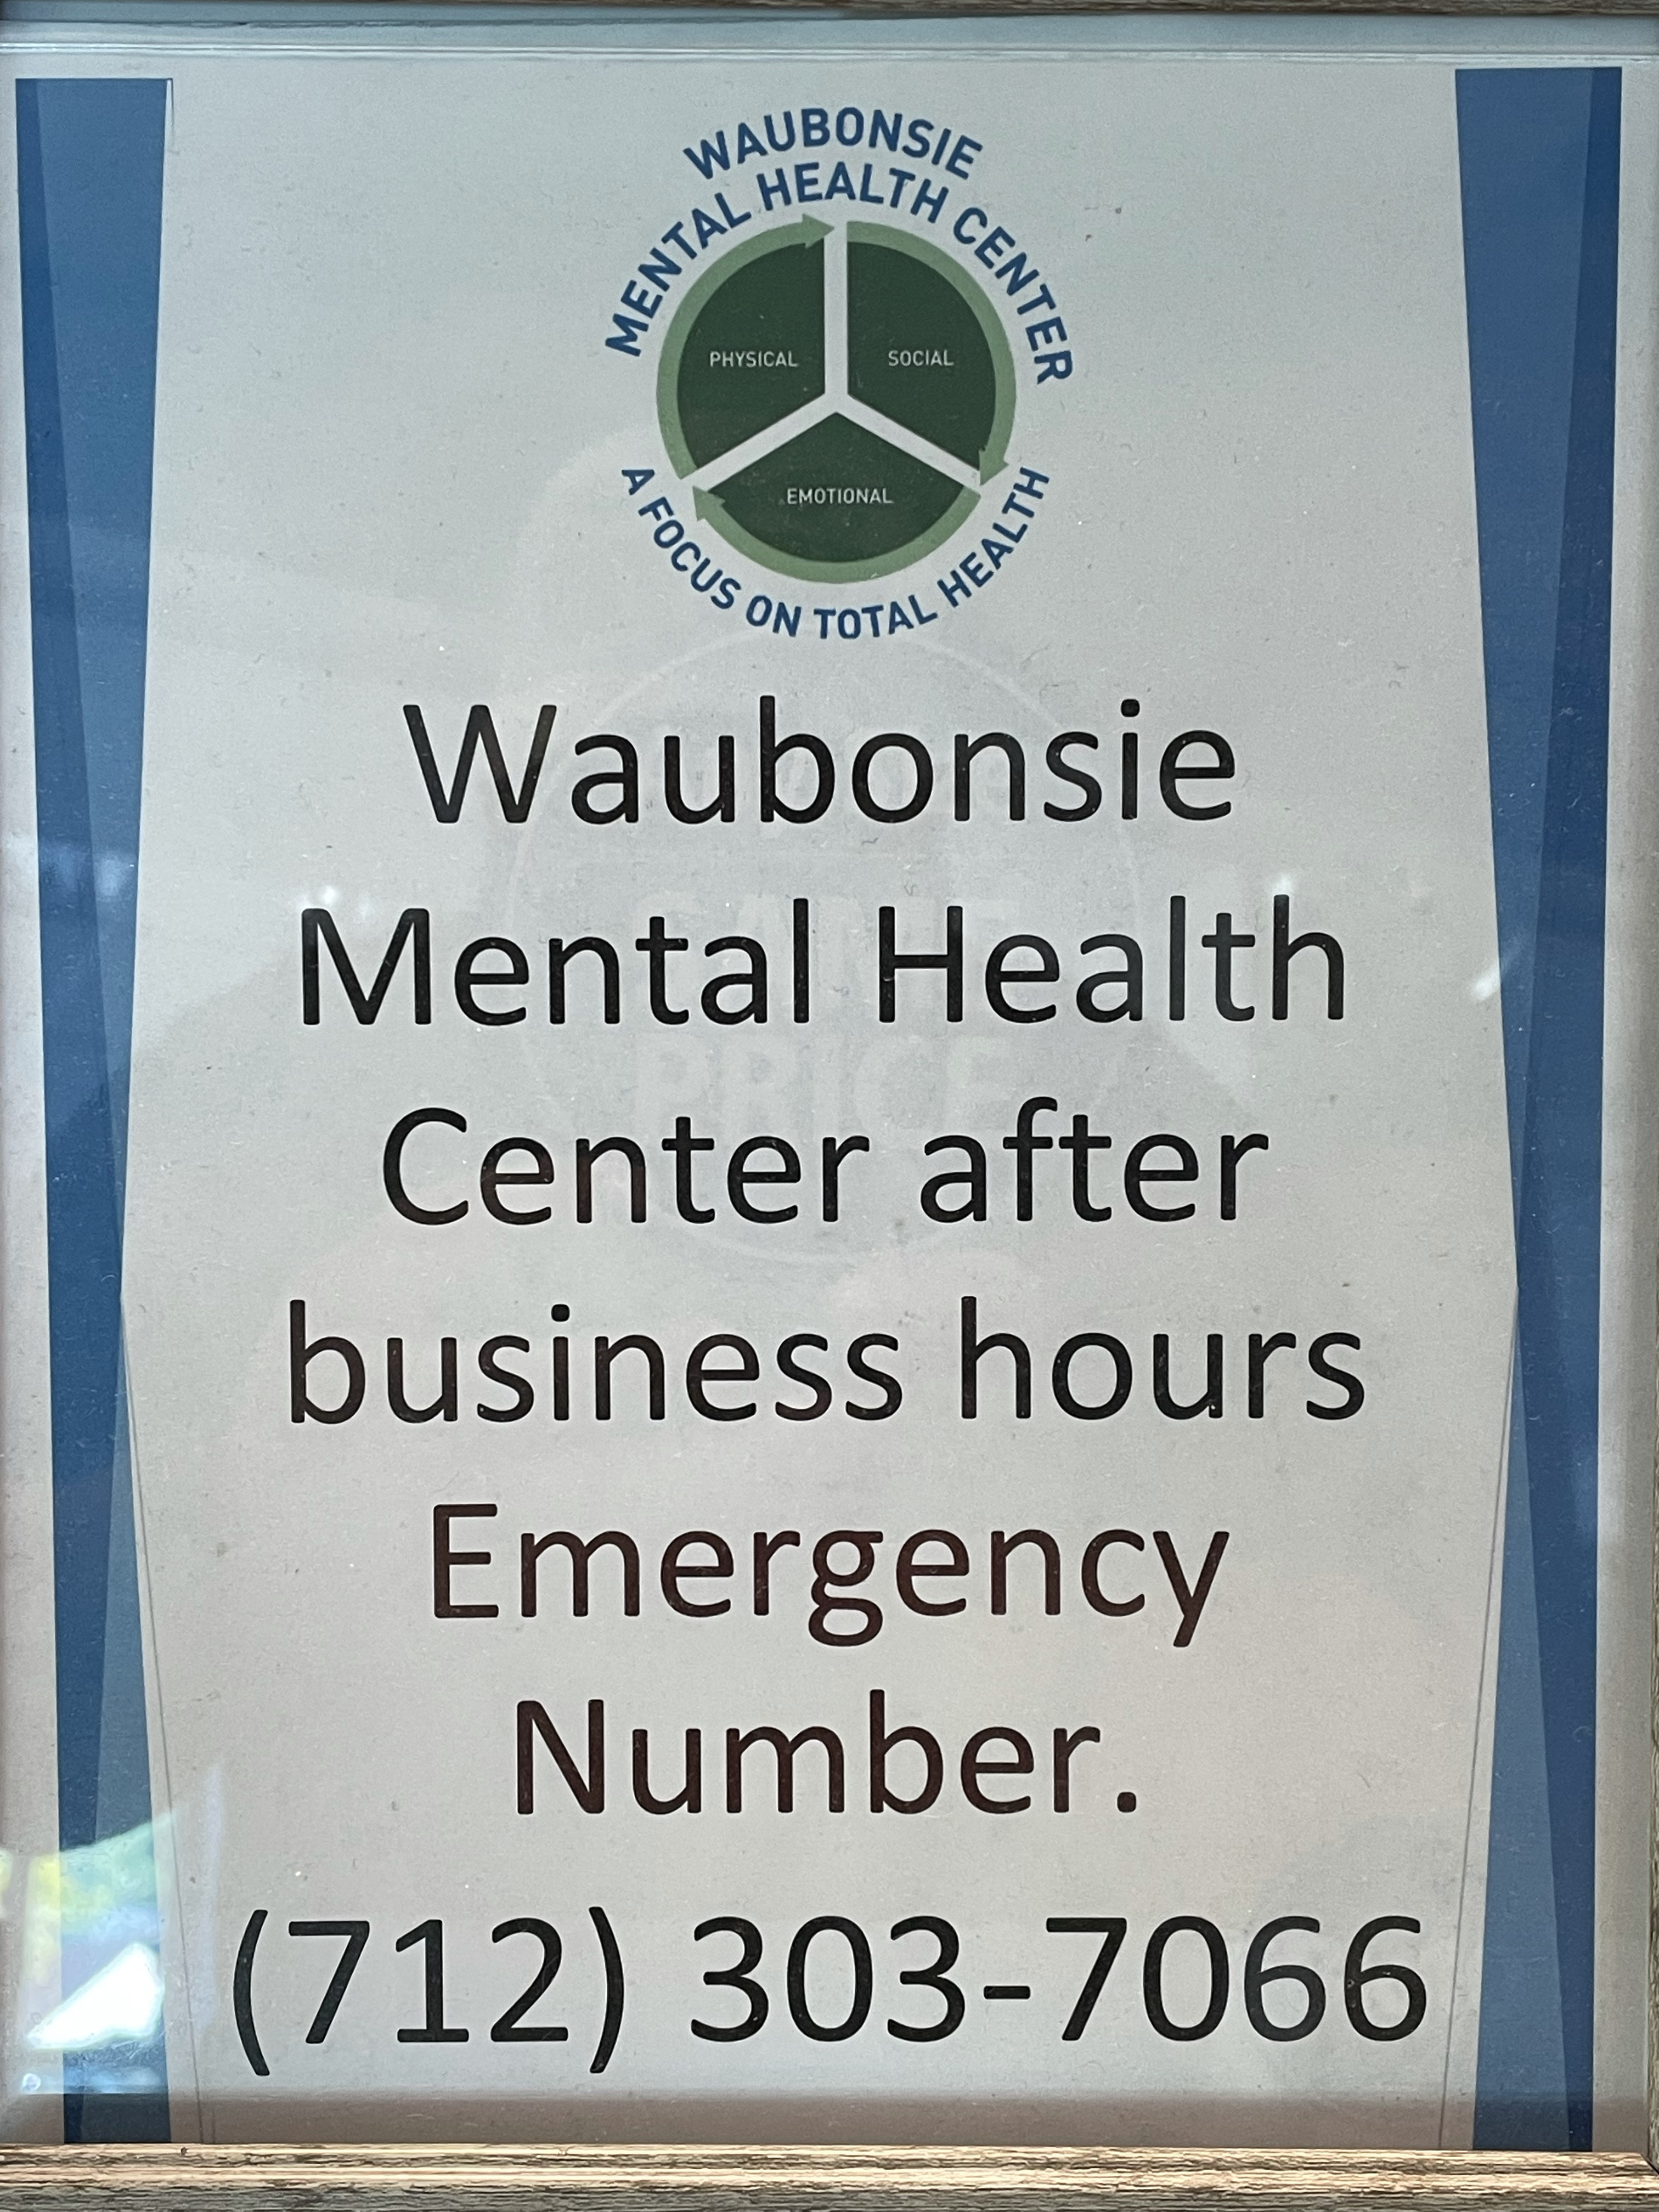 WAUBONSIE
MENTAL HEALTH CENTER
PHYSICAL
SOCIAL
EMOTIONAL
A FOCUS ON TOTAL HEALTH
Waubonsie
Mental Health
Center after
business hours
Emergency
Number.
(712) 303-7066
PRICE